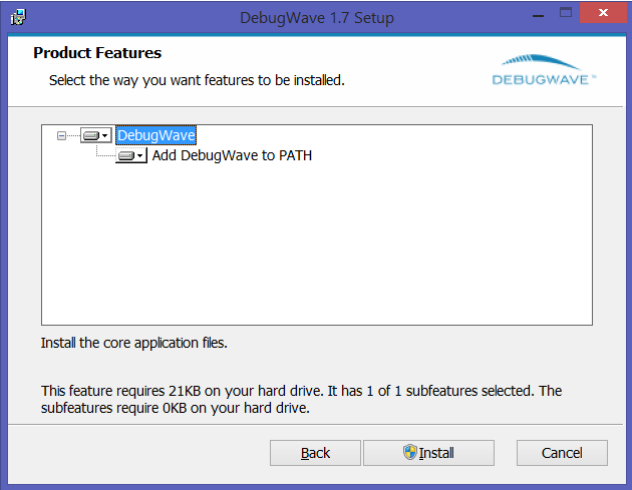 DebugWave 1.7 Setup
Product Features
Select the way you want features to be installed.
DEBUGWAVE™
DebugWave
Add DebugWave to PATH
Install the core application files.
This feature requires 21KB on your hard drive. It has 1 of 1 subfeatures selected. The
subfeatures require 0KB on your hard drive.
Back
Install
Cancel